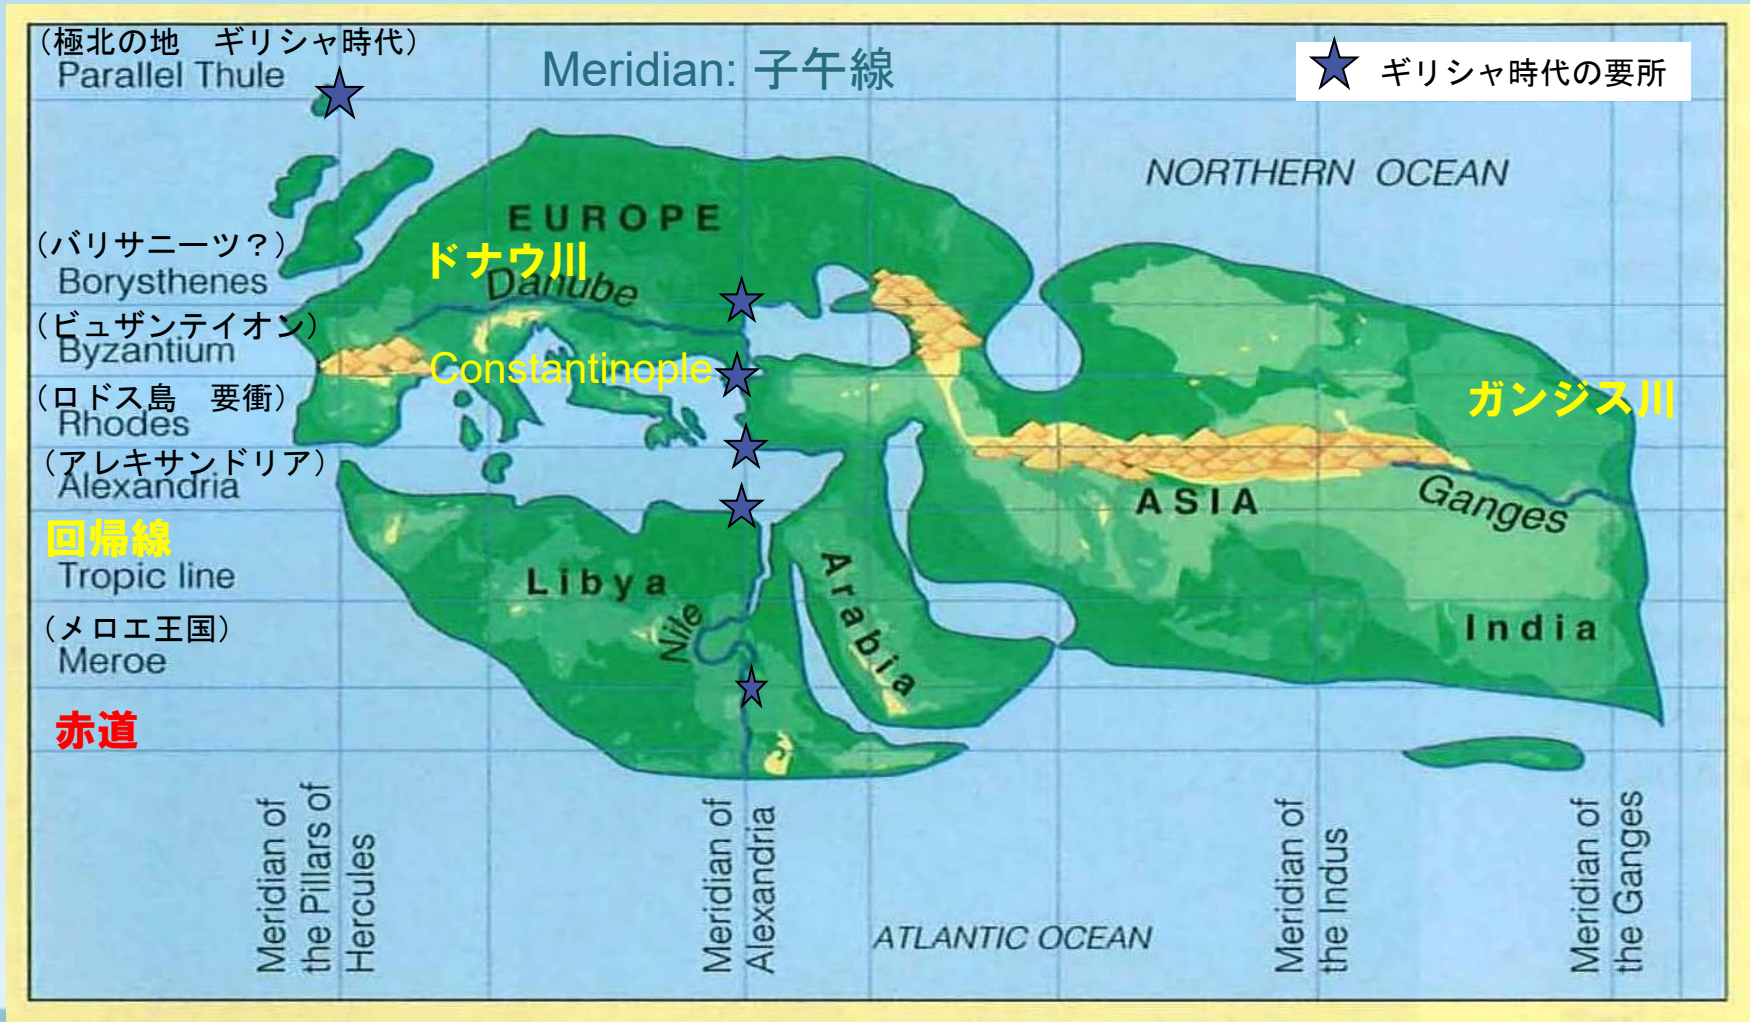 (極北の地　ギリシャ時代)
Parallel Thule
Meridian: 子午線
ギリシャ時代の要所
NORTHERN OCEAN
EUROPE
(バリサニーツ？)
Borysthenes
ドナウ川
Danube
(ビュザンテイオン)
Byzantium
Constantinople
(ロドス島　要衝)
Rhodes
ガンジス川
(アレキサンドリア)
Alexandria
ASIA
Ganges
回帰線
Tropic line
Libya
Nile
Arabia
India
(メロエ王国)
Meroe
赤道
Meridian of
the Pillars of
Hercules
Meridian of
Alexandria
ATLANTIC OCEAN
Meridian of
the Indus
Meridian of
the Ganges